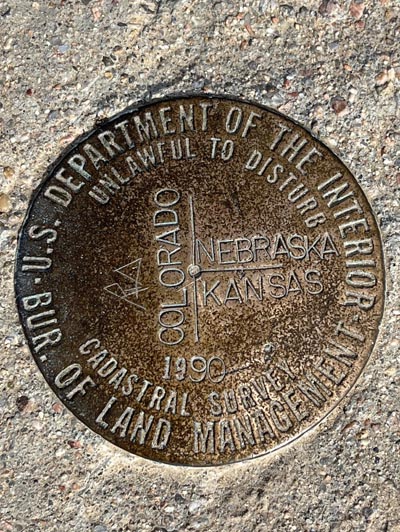 U.S. DEPARTMENT OF THE INTERIOR
UNLAWFUL TO DISTURB
COLORADO
NEBRASKA
KANSAS
1990
CADASTRAL SURVEY
BUR. OF LAND MANAGEMENT